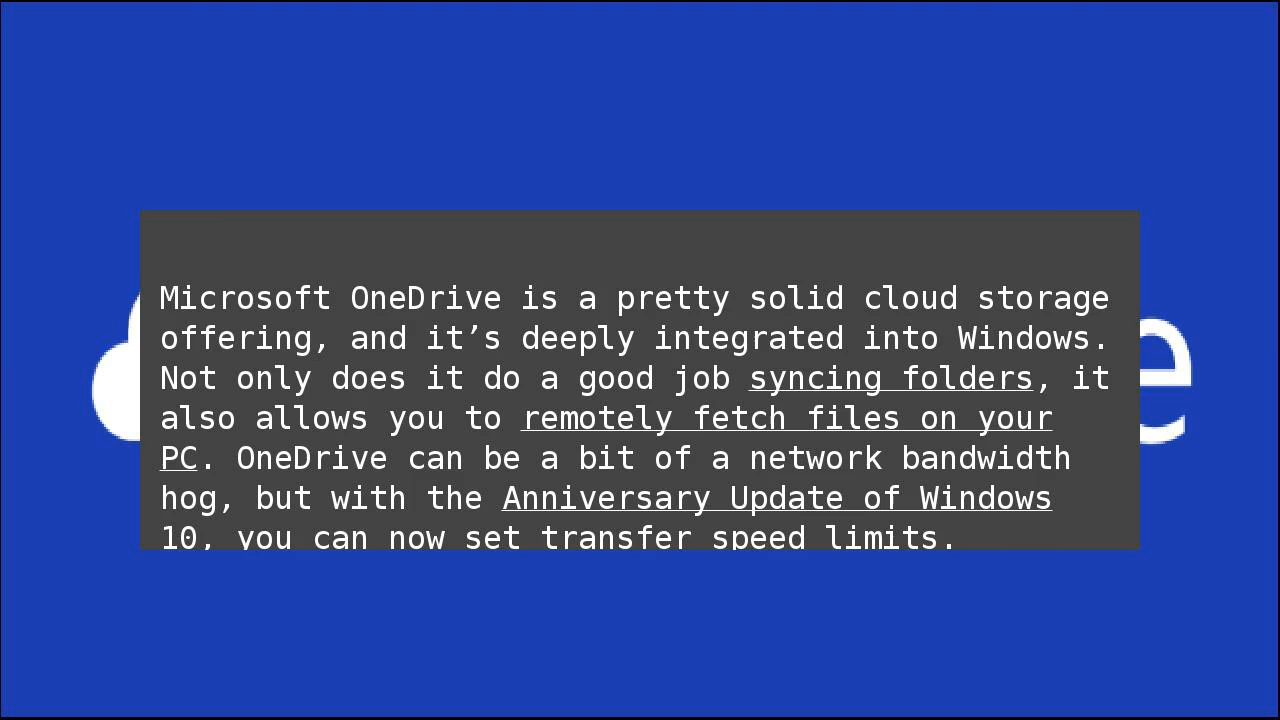 Microsoft OneDrive is a pretty solid cloud storage
offering, and it’s deeply integrated into Windows.
Not only does it do a good job syncing folders, it
also allows you to remotely fetch files on your
PC. OneDrive can be a bit of a network bandwidth
hog, but with the Anniversary Update of Windows
10, you can now set transfer speed limits.
e